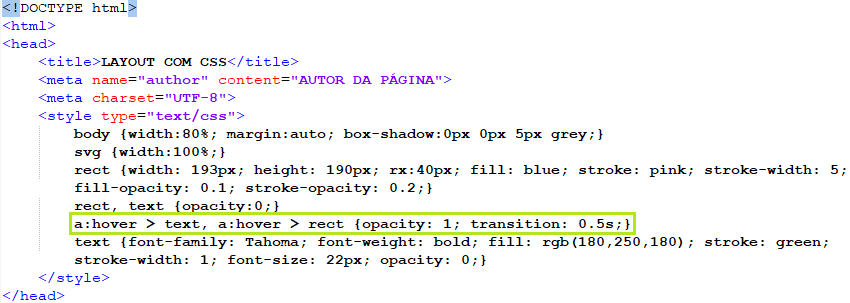 <!DOCTYPE html>
<html>
<head>
<title>LAYOUT COM CSS</title>
<meta name="author" content="AUTOR DA PÁGINA">
<meta charset="UTF-8">
<style type="text/css">
body {width:80%; margin:auto; box-shadow:0px 0px 5px grey;}
svg {width:100%;}
rect {width: 193px; height: 190px; rx:40px; fill: blue; stroke: pink; stroke-width: 5;
fill-opacity: 0.1; stroke-opacity: 0.2;}
rect, text {opacity:0;}
a:hover > text, a:hover > rect {opacity: 1; transition: 0.5s;}
text {font-family: Tahoma; font-weight: bold; fill: rgb(180,250,180); stroke: green;
stroke-width: 1; font-size: 22px; opacity: 0;}
</style>
</head>